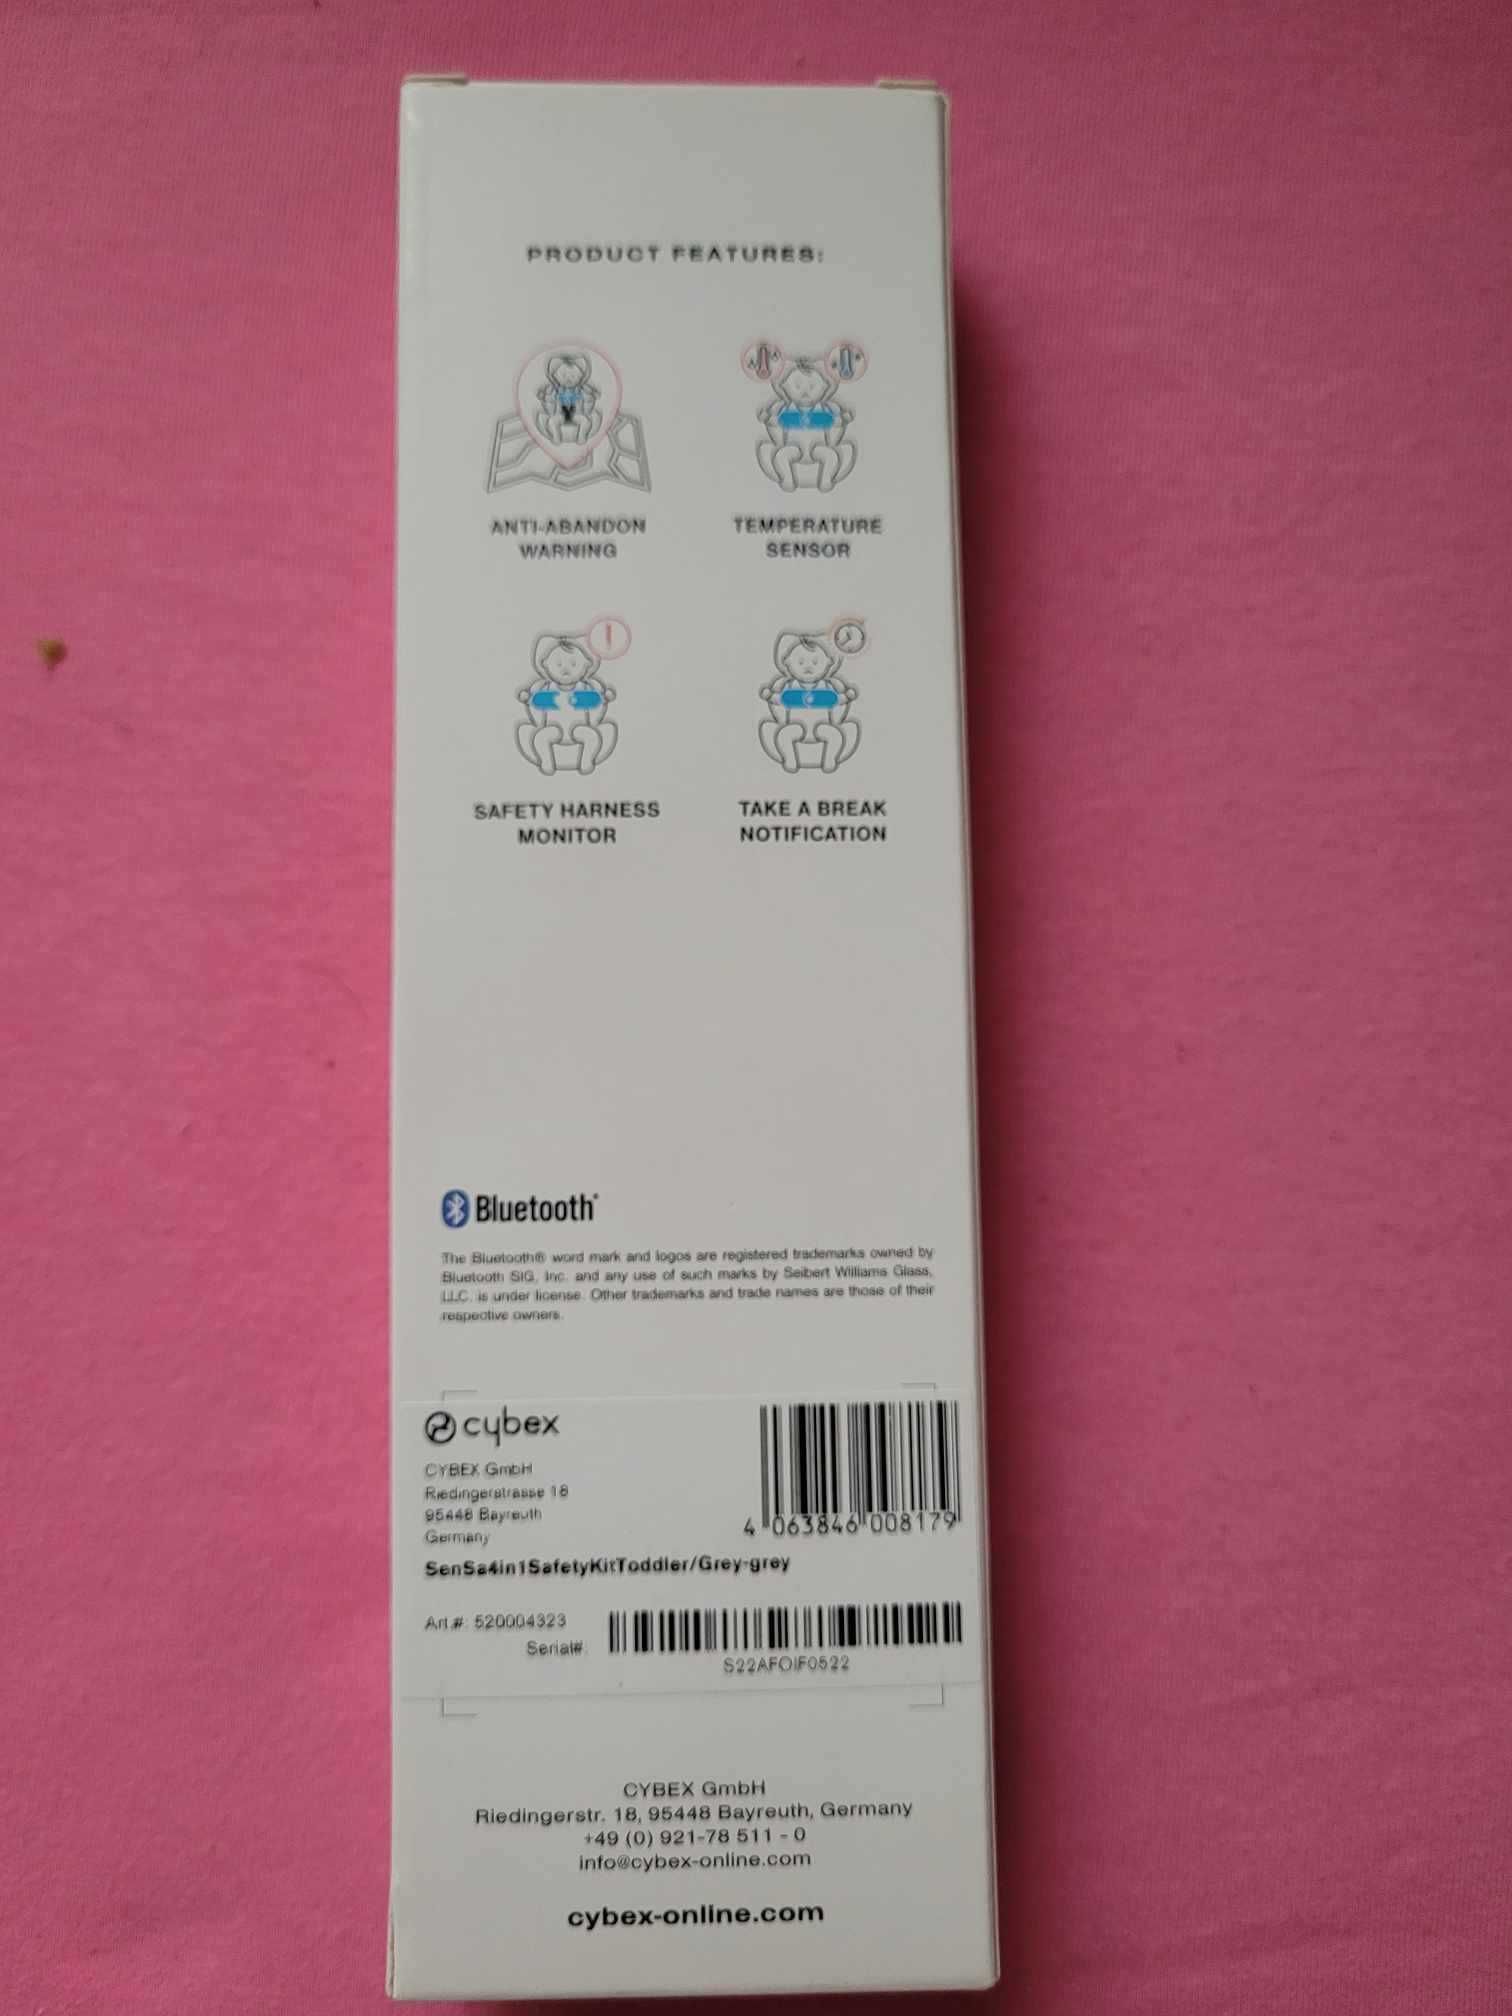 PRODUCT FEATURES:
ANTI-ABANDON
WARNING
TEMPERATURE
SENSOR
SAFETY HARNESS
MONITOR
TAKE A BREAK
NOTIFICATION
Bluetooth®
The Bluetooth® word mark and logos are registered trademarks owned by
Bluetooth SIG, Inc. and any use of such marks by Seibert Williams Glass,
LLC. is under license. Other trademarks and trade names are those of their
respective owners.
cybex
CYBEX GmbH
Riedingerstrasse 18
95448 Bayreuth
Germany
4 063846 008179
SenSa4in1SafetyKitToddler/Grey-grey
Art.#: 520004323
Serial#:
S22AFOIF0522
CYBEX GmbH
Riedingerstr. 18, 95448 Bayreuth, Germany
+49 (0) 921-78 511 - 0
info@cybex-online.com
cybex-online.com